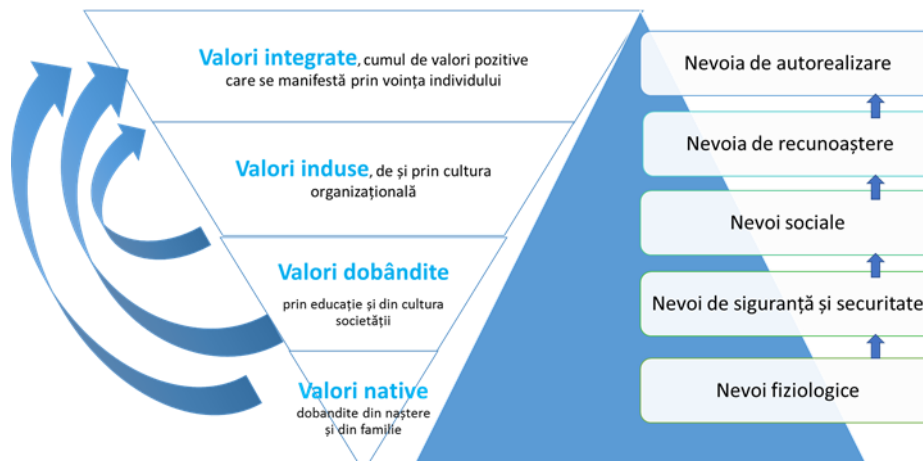 Valori integrate, cumul de valori pozitive
care se manifestă prin voința individului
Valori induse, de și prin cultura
organizațională
Valori dobândite
prin educație și din cultura
societății
Valori native
dobandite din naștere
și din familie
Nevoia de autorealizare
Nevoia de recunoaștere
Nevoi sociale
Nevoi de siguranță și securitate
Nevoi fiziologice